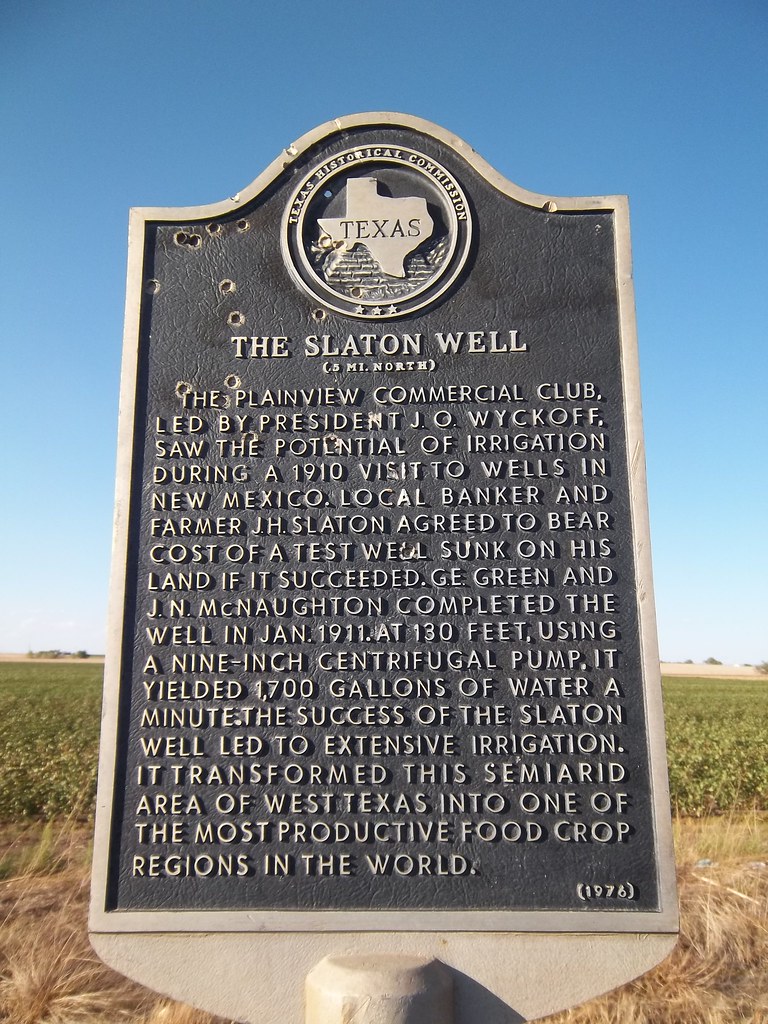 TEXAS HISTORICAL COMMISSION
TEXAS
THE SLATON WELL
(.5 MI. NORTH)
THE PLAINVIEW COMMERCIAL CLUB,
LED BY PRESIDENT J. O. WYCKOFF,
SAW THE POTENTIAL OF IRRIGATION
DURING A 1910 VISIT TO WELLS IN
NEW MEXICO. LOCAL BANKER AND
FARMER J.H. SLATON AGREED TO BEAR
COST OF A TEST WELL SUNK ON HIS
LAND IF IT SUCCEEDED. G.E. GREEN AND
J. N. McNAUGHTON COMPLETED THE
WELL IN JAN. 1911. AT 130 FEET, USING
A NINE-INCH CENTRIFUGAL PUMP, IT
YIELDED 1,700 GALLONS OF WATER A
MINUTE. THE SUCCESS OF THE SLATON
WELL LED TO EXTENSIVE IRRIGATION.
IT TRANSFORMED THIS SEMIARID
AREA OF WEST TEXAS INTO ONE OF
THE MOST PRODUCTIVE FOOD CROP
REGIONS IN THE WORLD.
(1976)